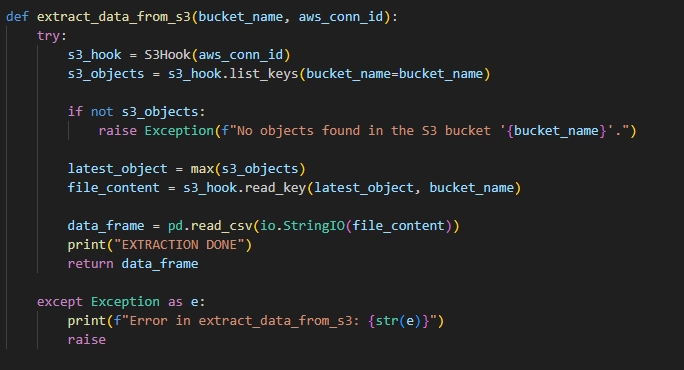 def extract_data_from_s3(bucket_name, aws_conn_id):
    try:
        s3_hook = S3Hook(aws_conn_id)
        s3_objects = s3_hook.list_keys(bucket_name=bucket_name)

        if not s3_objects:
            raise Exception(f"No objects found in the S3 bucket '{bucket_name}'.")

        latest_object = max(s3_objects)
        file_content = s3_hook.read_key(latest_object, bucket_name)

        data_frame = pd.read_csv(io.StringIO(file_content))
        print("EXTRACTION DONE")
        return data_frame

    except Exception as e:
        print(f"Error in extract_data_from_s3: {str(e)}")
        raise